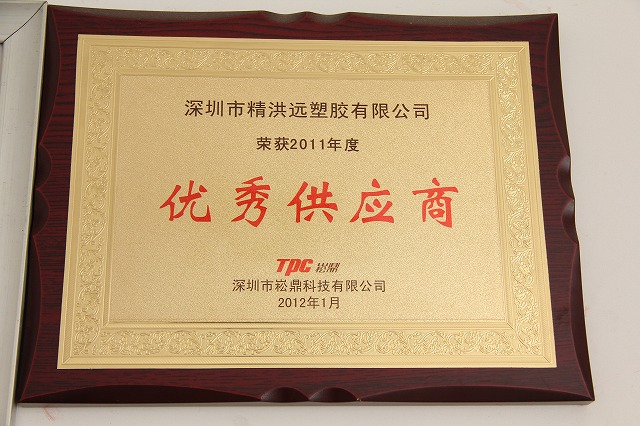 深圳市精洪远塑胶有限公司
荣获2011年度
优秀供应商
TPC 崧鼎
深圳市崧鼎科技有限公司
2012年1月